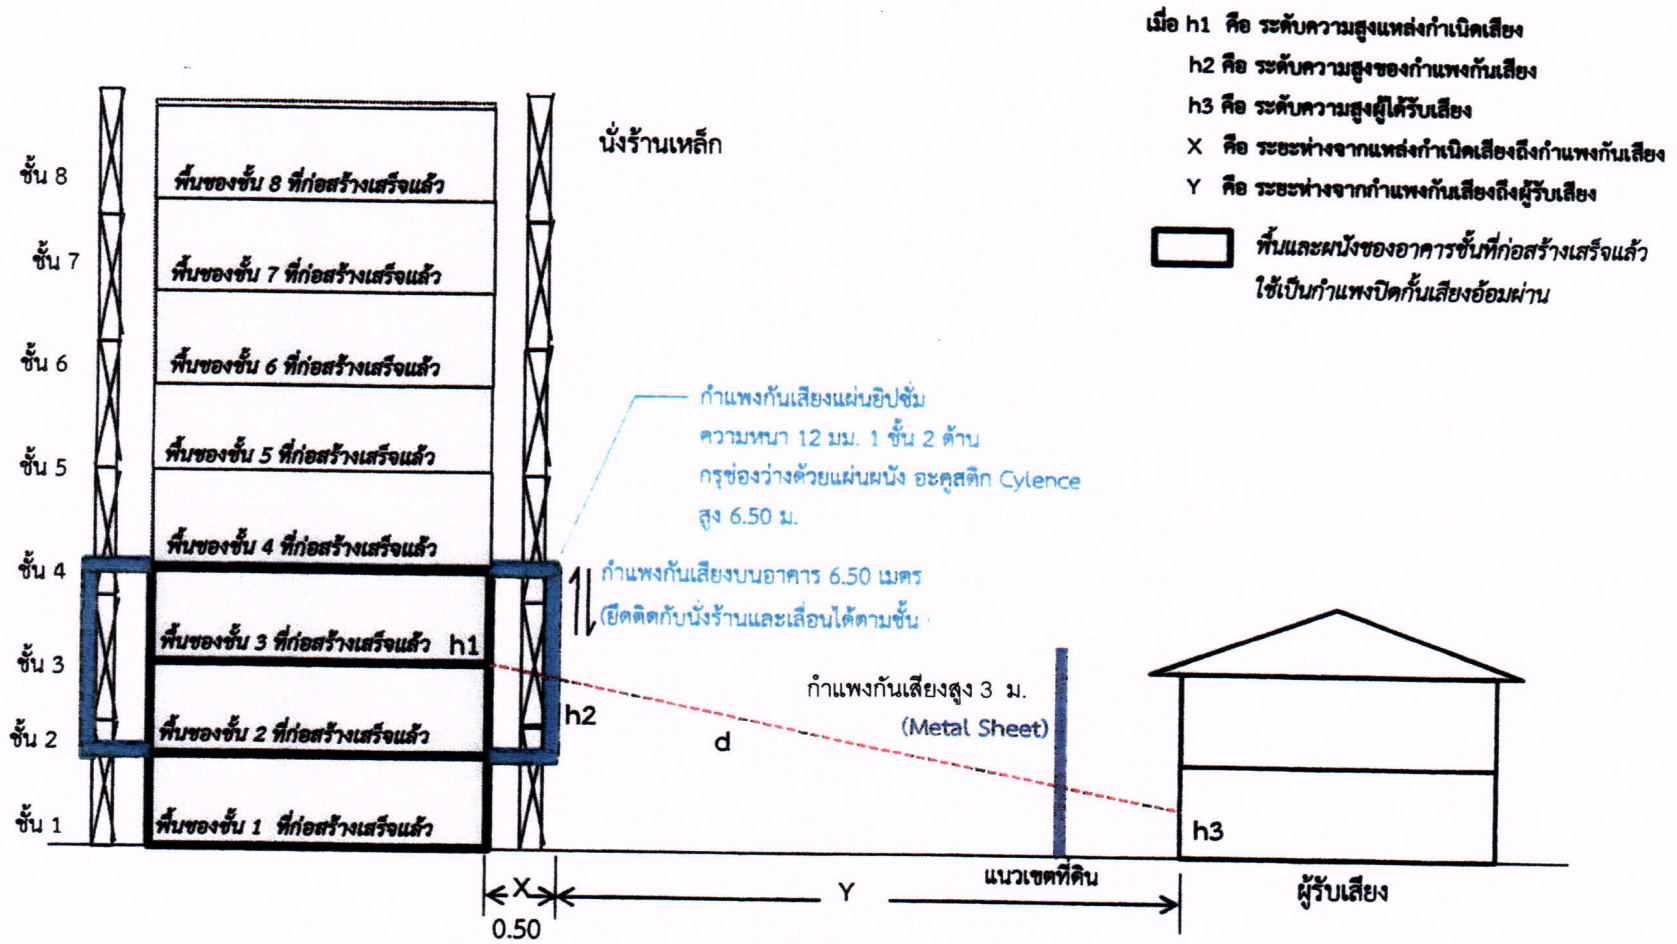 เมื่อ h1 คือ ระดับความสูงแหล่งกำเนิดเสียง
h2 คือ ระดับความสูงของกำแพงกันเสียง
h3 คือ ระดับความสูงผู้ได้รับเสียง
X คือ ระยะห่างจากแหล่งกำเนิดเสียงถึงกำแพงกันเสียง
Y คือ ระยะห่างจากกำแพงกันเสียงถึงผู้รับเสียง
พื้นและผนังของอาคารชั้นที่ก่อสร้างเสร็จแล้ว
ใช้เป็นกำแพงปิดกั้นเสียงอ้อมผ่าน
นั่งร้านเหล็ก
ชั้น 8
พื้นของชั้น 8 ที่ก่อสร้างเสร็จแล้ว
ชั้น 7
พื้นของชั้น 7 ที่ก่อสร้างเสร็จแล้ว
ชั้น 6
พื้นของชั้น 6 ที่ก่อสร้างเสร็จแล้ว
ชั้น 5
พื้นของชั้น 5 ที่ก่อสร้างเสร็จแล้ว
ชั้น 4
พื้นของชั้น 4 ที่ก่อสร้างเสร็จแล้ว
ชั้น 3
พื้นของชั้น 3 ที่ก่อสร้างเสร็จแล้ว
h1
ชั้น 2
พื้นของชั้น 2 ที่ก่อสร้างเสร็จแล้ว
ชั้น 1
พื้นของชั้น 1 ที่ก่อสร้างเสร็จแล้ว
กำแพงกันเสียงแผ่นยิปซั่ม
ความหนา 12 มม. 1 ชั้น 2 ด้าน
กรุช่องว่างด้วยแผ่นผนัง อะคูสติก Cylence
สูง 6.50 ม.
กำแพงกันเสียงบนอาคาร 6.50 เมตร
(ยึดติดกับนั่งร้านและเลื่อนได้ตามชั้น
h2
d
กำแพงกันเสียงสูง 3 ม.
(Metal Sheet)
h3
แนวเขตที่ดิน
ผู้รับเสียง
X
Y
0.50